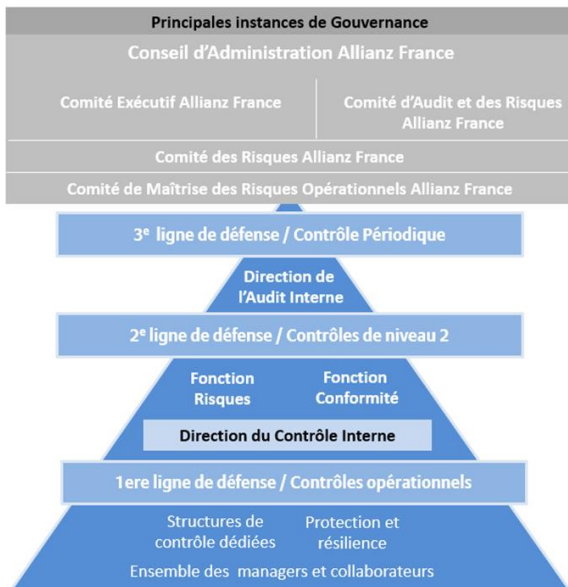 Principales instances de Gouvernance
Conseil d'Administration Allianz France
Comité Exécutif Allianz France
Comité d'Audit et des Risques
Allianz France
Comité des Risques Allianz France
Comité de Maîtrise des Risques Opérationnels Allianz France
3e ligne de défense / Contrôle Périodique
Direction de
l'Audit Interne
2e ligne de défense / Contrôles de niveau 2
Fonction
Risques
Fonction
Conformité
Direction du Contrôle Interne
1ere ligne de défense / Contrôles opérationnels
Structures de
contrôle dédiées
Protection et
résilience
Ensemble des managers et collaborateurs